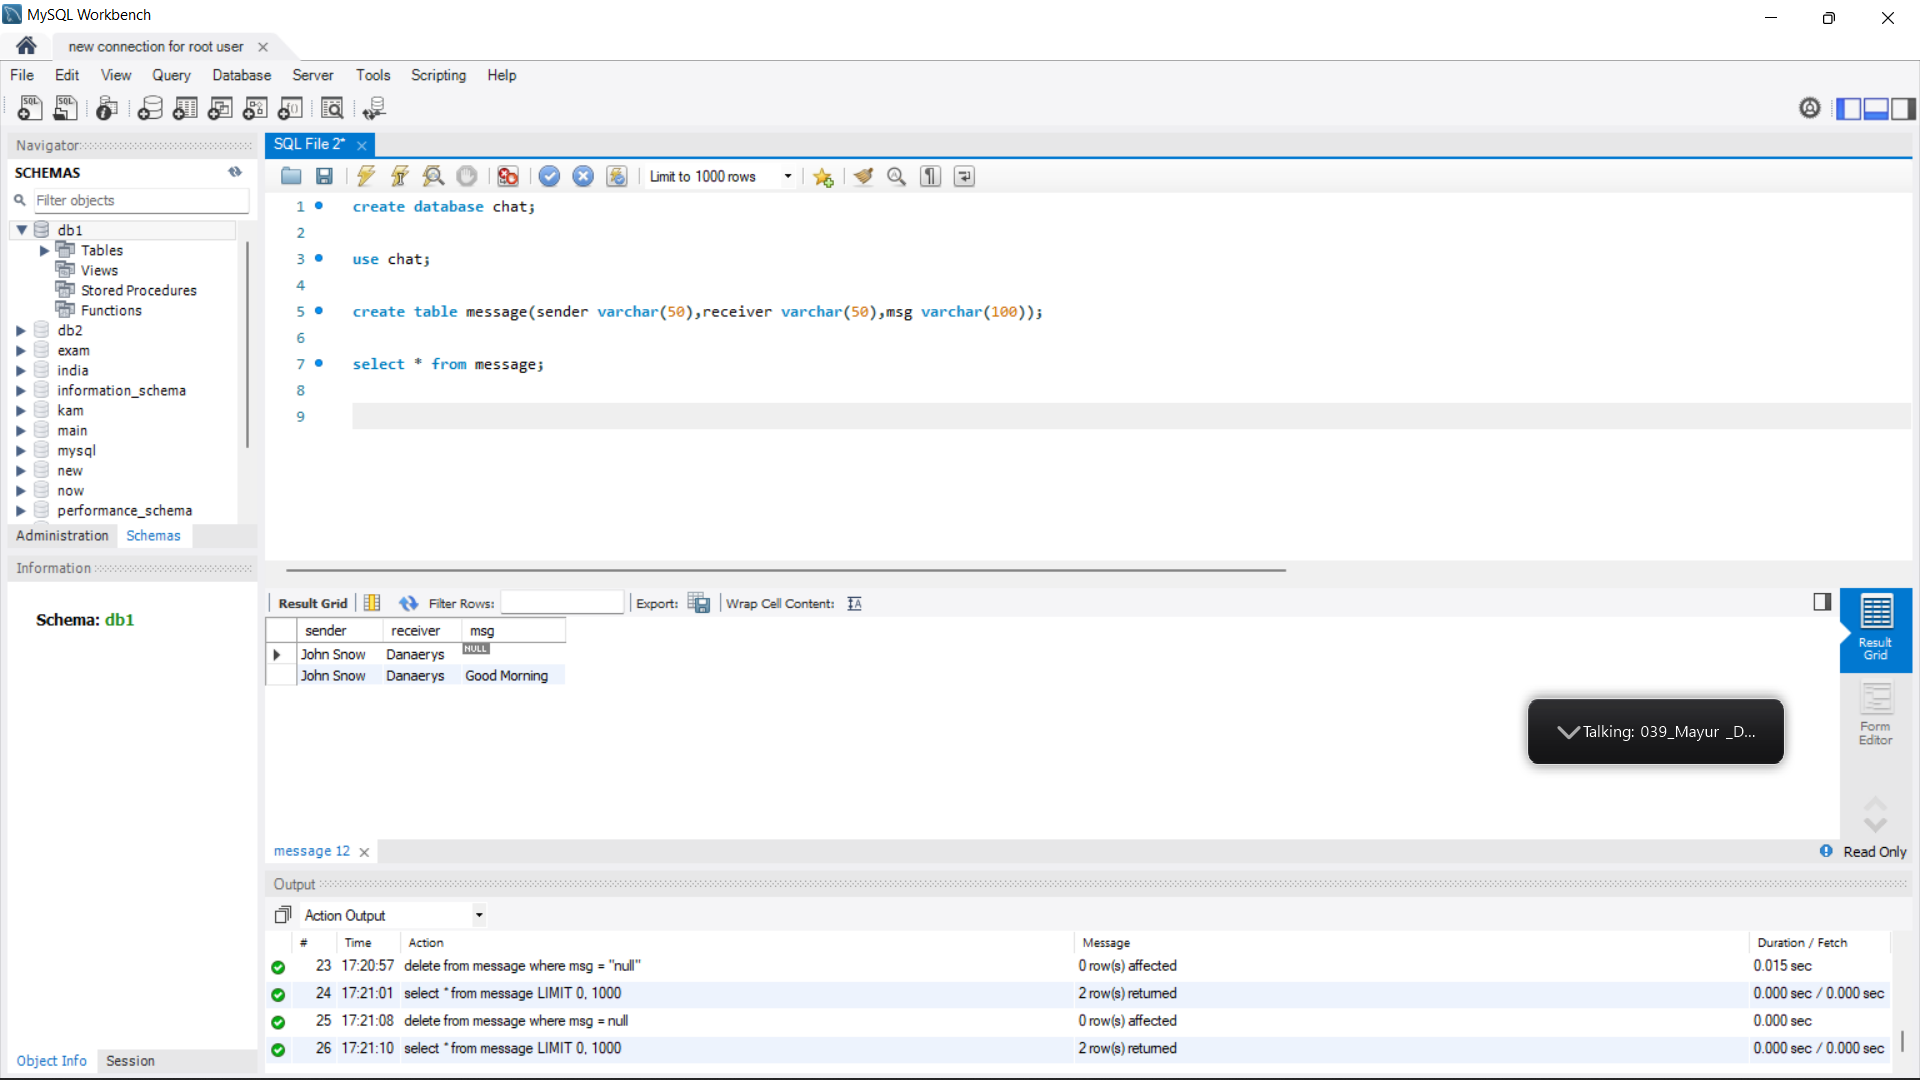 MySQL Workbench
new connection for root user
File Edit View Query Database Server Tools Scripting Help
Navigator
SCHEMAS
Filter objects
db1
Tables
Views
Stored Procedures
Functions
db2
exam
india
information_schema
kam
main
mysql
new
now
performance_schema
Administration Schemas
Information
Schema: db1
Object Info Session
SQL File 2*
Limit to 1000 rows
1 create database chat;
2
3 use chat;
4
5 create table message(sender varchar(50),receiver varchar(50),msg varchar(100));
6
7 select * from message;
8
9
Result Grid Filter Rows: Export: Wrap Cell Content:
sender receiver msg
John Snow Danaerys NULL
John Snow Danaerys Good Morning
Result
Grid
Form
Editor
Talking: 039_Mayur _D...
message 12
Read Only
Output
Action Output
# Time Action Message Duration / Fetch
23 17:20:57 delete from message where msg = "null" 0 row(s) affected 0.015 sec
24 17:21:01 select * from message LIMIT 0, 1000 2 row(s) returned 0.000 sec / 0.000 sec
25 17:21:08 delete from message where msg = null 0 row(s) affected 0.000 sec
26 17:21:10 select * from message LIMIT 0, 1000 2 row(s) returned 0.000 sec / 0.000 sec